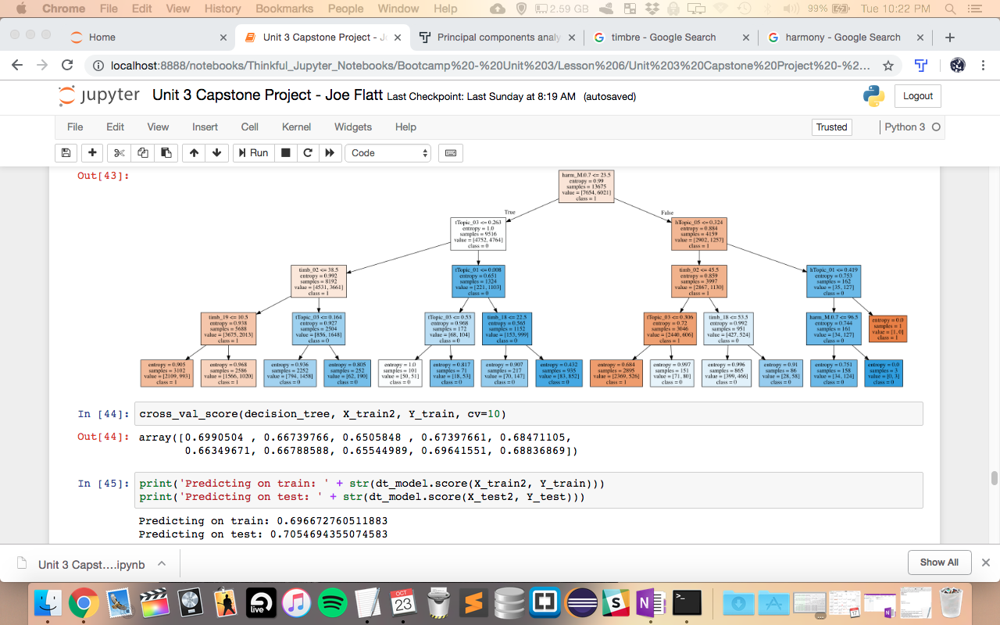 Chrome File Edit View History Bookmarks People Window Help 2.59 GB 99% Tue 10:22 PM
Home Unit 3 Capstone Project - J Principal components analy timbre - Google Search harmony - Google Search
localhost:8888/notebooks/Thinkful_Jupyter_Notebooks/Bootcamp%20-%20Unit%203/Lesson%206/Unit%203%20Capstone%20Project%20-%2...
jupyter Unit 3 Capstone Project - Joe Flatt Last Checkpoint: Last Sunday at 8:19 AM (autosaved) Logout
File Edit View Insert Cell Kernel Widgets Help Trusted Python 3
Run Code
Out[43]:
harm_M.0.7 <= 23.5
entropy = 0.99
samples = 13675
value = [7654, 6021]
class = 1
True False
tTopic_03 <= 0.263
entropy = 1.0
samples = 9516
value = [4752, 4764]
class = 0
hTopic_05 <= 0.324
entropy = 0.884
samples = 4159
value = [2902, 1257]
class = 1
timb_02 <= 38.5
entropy = 0.992
samples = 8192
value = [4531, 3661]
class = 1
tTopic_01 <= 0.008
entropy = 0.651
samples = 1324
value = [221, 1103]
class = 0
timb_02 <= 45.5
entropy = 0.859
samples = 3997
value = [2867, 1130]
class = 1
hTopic_01 <= 0.419
entropy = 0.753
samples = 162
value = [35, 127]
class = 0
timb_19 <= 10.5
entropy = 0.938
samples = 5688
value = [3675, 2013]
class = 1
tTopic_03 <= 0.164
entropy = 0.927
samples = 2504
value = [856, 1648]
class = 0
tTopic_03 <= 0.53
entropy = 0.968
samples = 172
value = [68, 104]
class = 0
timb_18 <= 22.5
entropy = 0.565
samples = 1152
value = [153, 999]
class = 0
tTopic_03 <= 0.306
entropy = 0.72
samples = 3046
value = [2440, 606]
class = 1
timb_18 <= 53.5
entropy = 0.992
samples = 951
value = [427, 524]
class = 0
harm_M.0.7 <= 96.5
entropy = 0.744
samples = 161
value = [34, 127]
class = 0
entropy = 0.0
samples = 1
value = [1, 0]
class = 1
entropy = 0.905
samples = 3102
value = [2109, 993]
class = 1
entropy = 0.968
samples = 2586
value = [1566, 1020]
class = 1
entropy = 0.936
samples = 2252
value = [794, 1458]
class = 0
entropy = 0.805
samples = 252
value = [62, 190]
class = 0
entropy = 1.0
samples = 101
value = [50, 51]
class = 0
entropy = 0.817
samples = 71
value = [18, 53]
class = 0
entropy = 0.907
samples = 217
value = [70, 147]
class = 0
entropy = 0.432
samples = 935
value = [83, 852]
class = 0
entropy = 0.684
samples = 2895
value = [2369, 526]
class = 1
entropy = 0.997
samples = 151
value = [71, 80]
class = 0
entropy = 0.996
samples = 865
value = [399, 466]
class = 0
entropy = 0.91
samples = 86
value = [28, 58]
class = 0
entropy = 0.751
samples = 158
value = [34, 124]
class = 0
entropy = 0.0
samples = 3
value = [0, 3]
class = 0
In [44]: cross_val_score(decision_tree, X_train2, Y_train, cv=10)
Out[44]: array([0.6990504 , 0.66739766, 0.6505848 , 0.67397661, 0.68471105,
0.66349671, 0.66788588, 0.65544989, 0.69641551, 0.68836869])
In [45]: print('Predicting on train: ' + str(dt_model.score(X_train2, Y_train)))
print('Predicting on test: ' + str(dt_model.score(X_test2, Y_test)))
Predicting on train: 0.696672760511883
Predicting on test: 0.7054694355074583
Unit 3 Capst....ipynb Show All
live OCT 23